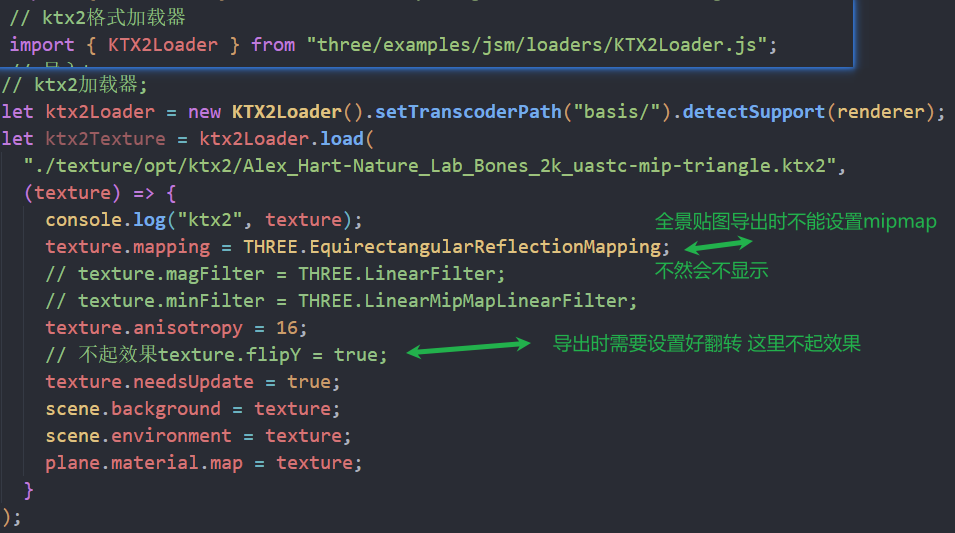 // ktx2格式加载器
import { KTX2Loader } from "three/examples/jsm/loaders/KTX2Loader.js";
// ktx2加载器;
let ktx2Loader = new KTX2Loader().setTranscoderPath("basis/").detectSupport(renderer);
let ktx2Texture = ktx2Loader.load(
"./texture/opt/ktx2/Alex_Hart-Nature_Lab_Bones_2k_uastc-mip-triangle.ktx2",
(texture) => {
console.log("ktx2", texture);
全景贴图导出时不能设置mipmap
texture.mapping = THREE.EquirectangularReflectionMapping;
不然会不显示
// texture.magFilter = THREE.LinearFilter;
// texture.minFilter = THREE.LinearMipMapLinearFilter;
texture.anisotropy = 16;
// 不起效果texture.flipY = true;
导出时需要设置好翻转 这里不起效果
texture.needsUpdate = true;
scene.background = texture;
scene.environment = texture;
plane.material.map = texture;
}
);